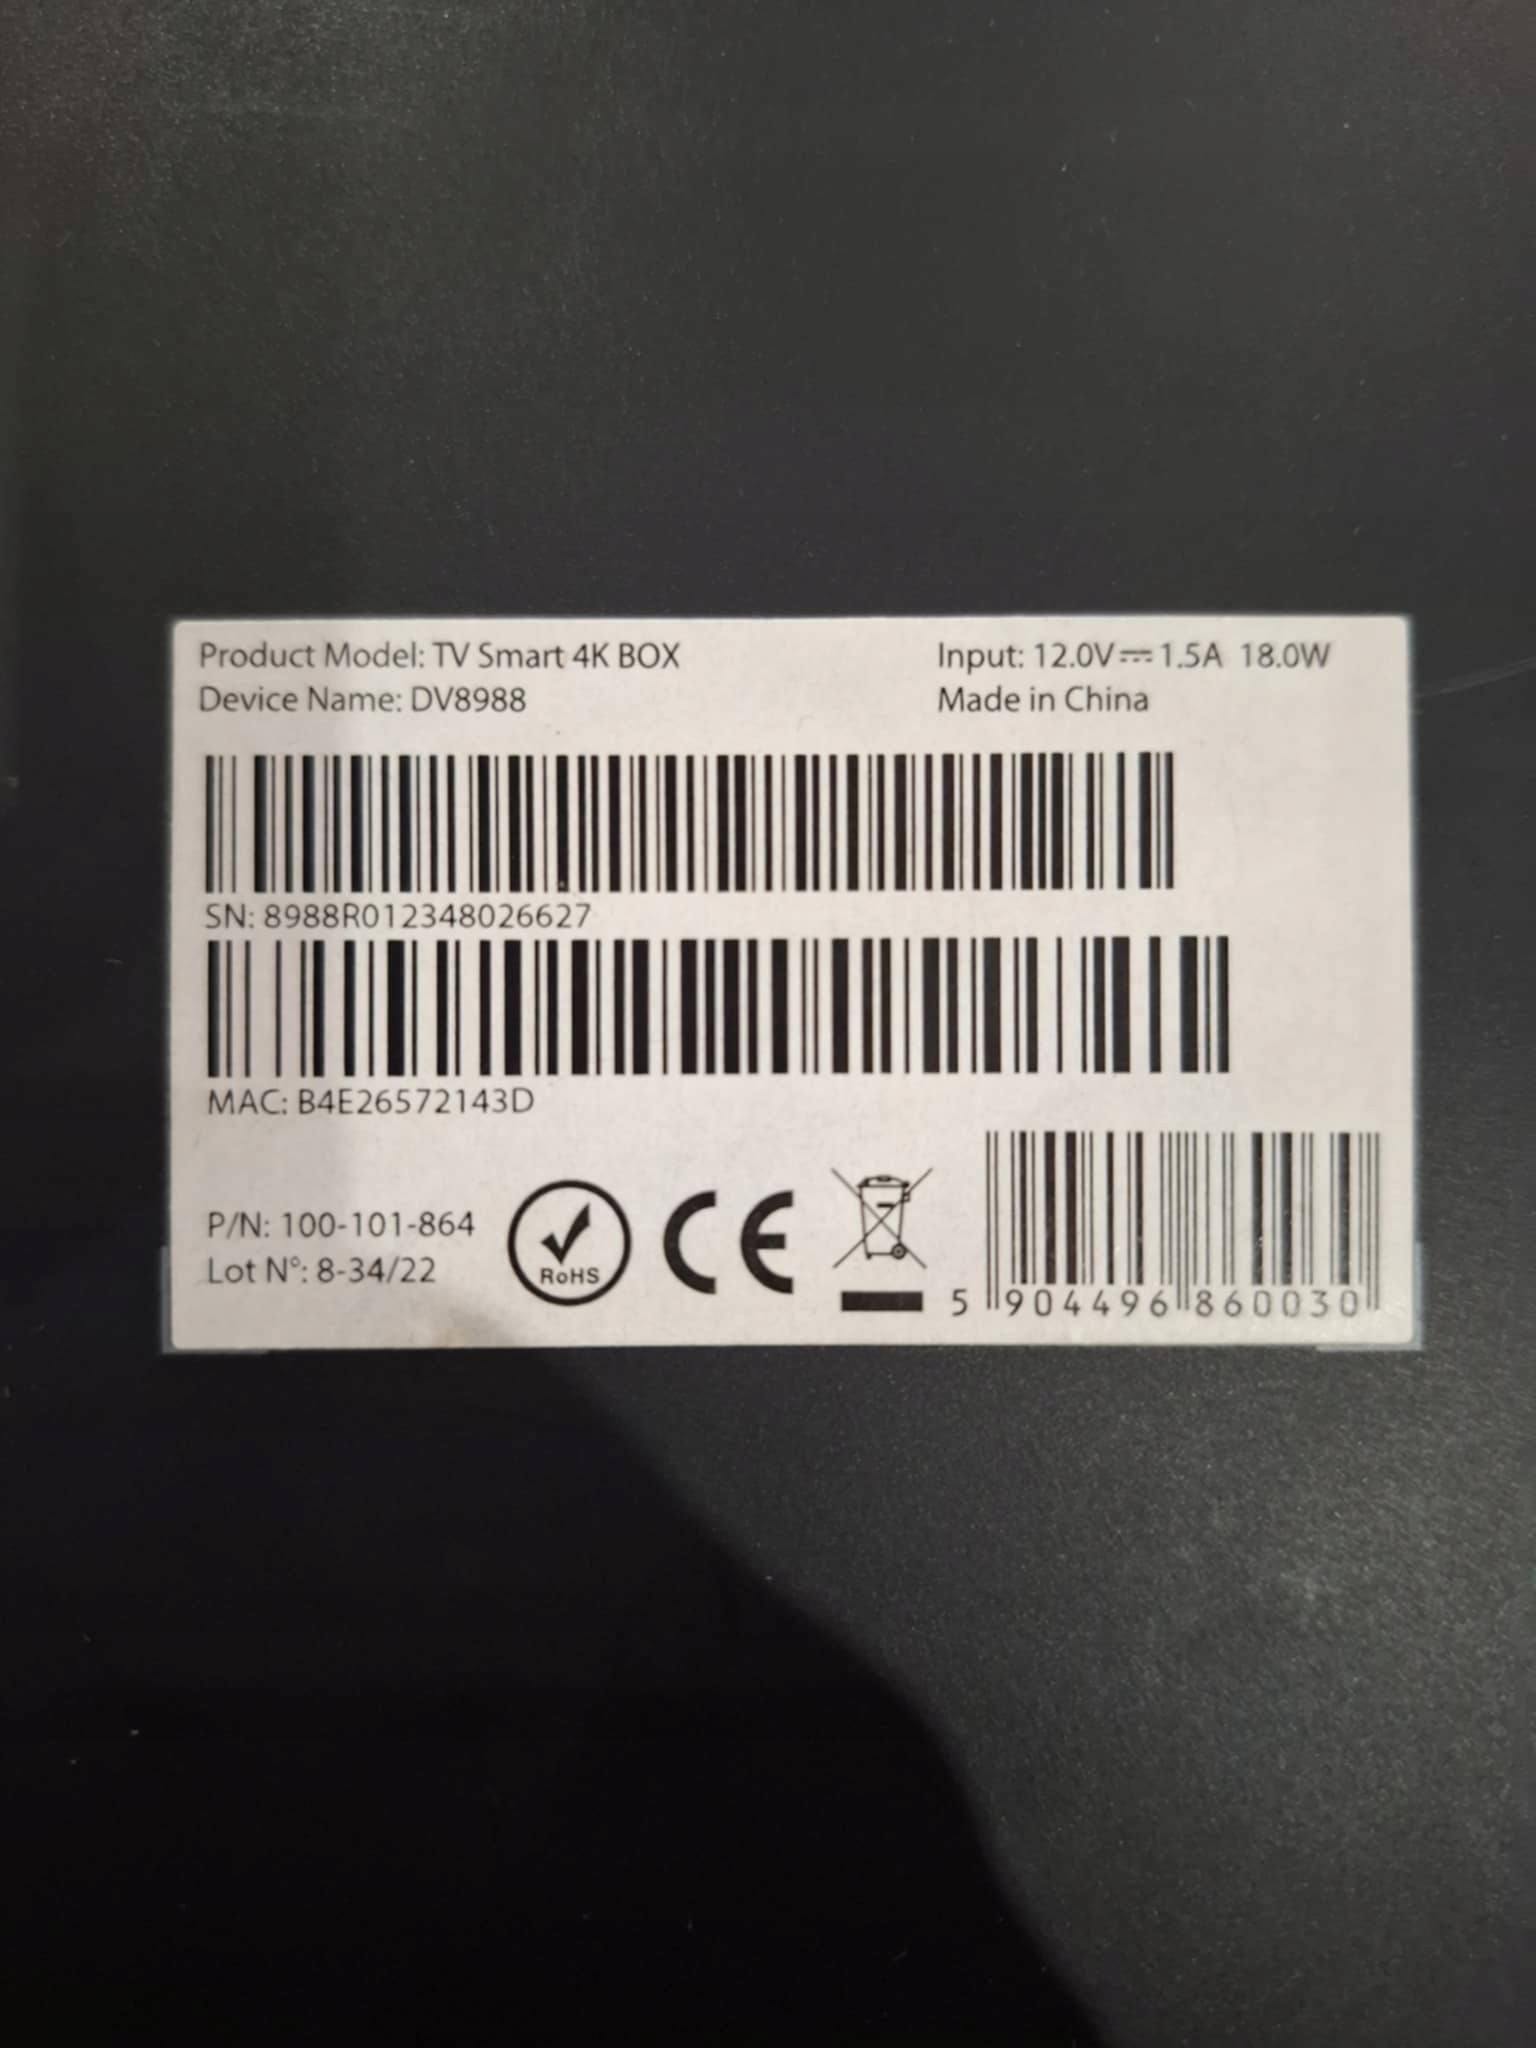 Product Model: TV Smart 4K BOX
Device Name: DV8988
Input: 12.0V⎓1.5A 18.0W
Made in China
SN: 8988R012348026627
MAC: B4E26572143D
P/N: 100-101-864
Lot N°: 8-34/22
RoHS
CE
5 904496 860030